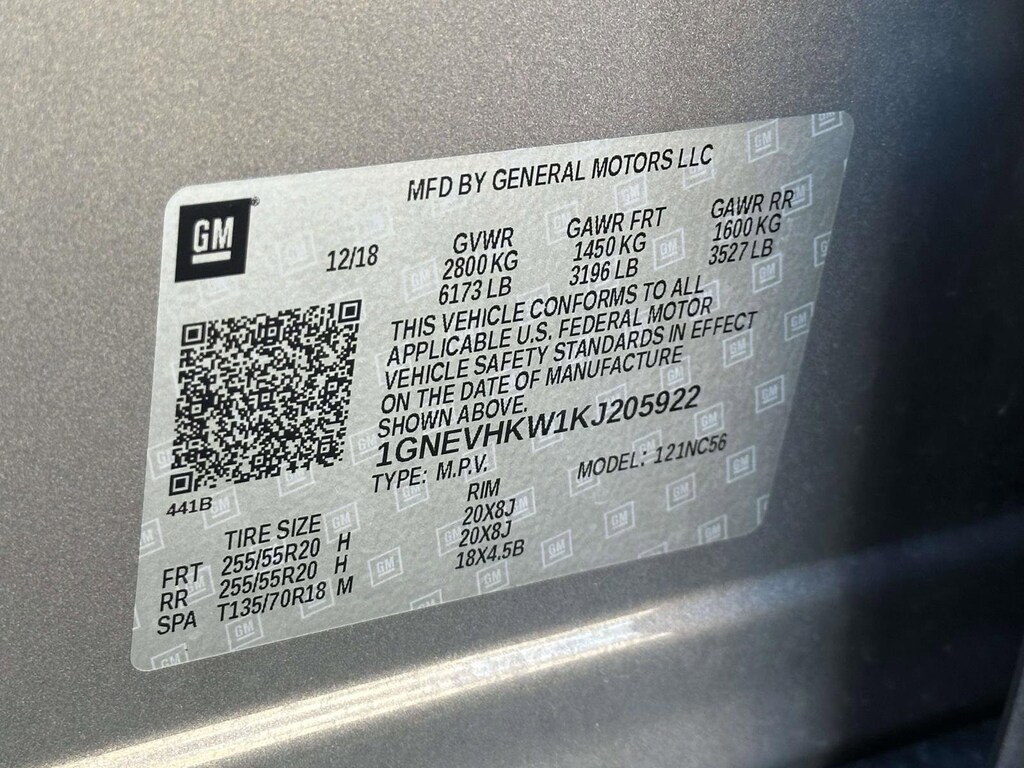 MFD BY GENERAL MOTORS LLC
GM®
12/18
GVWR GAWR FRT GAWR RR
2800 KG 1450 KG 1600 KG
6173 LB 3196 LB 3527 LB
THIS VEHICLE CONFORMS TO ALL
APPLICABLE U.S. FEDERAL MOTOR
VEHICLE SAFETY STANDARDS IN EFFECT
ON THE DATE OF MANUFACTURE
SHOWN ABOVE.
1GNEVHKW1KJ205922
TYPE: M.P.V. MODEL: 121NC56
441B
TIRE SIZE RIM
FRT 255/55R20 H 20X8J
RR 255/55R20 H 20X8J
SPA T135/70R18 M 18X4.5B